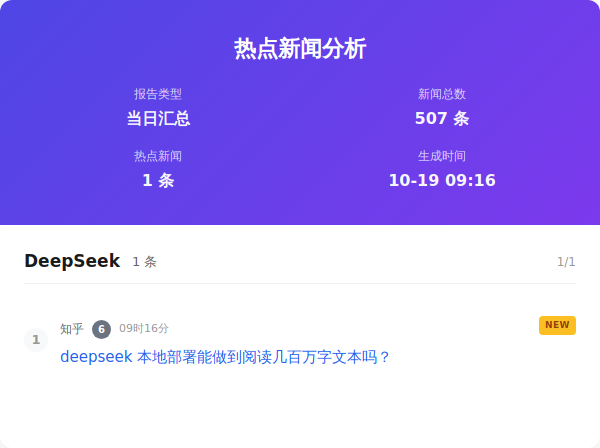 热点新闻分析
报告类型
新闻总数
当日汇总
507 条
热点新闻
生成时间
1 条
10-19 09:16
DeepSeek 1 条 1/1
知乎 6 09时16分 NEW
1
deepseek 本地部署能做到阅读几百万字文本吗？